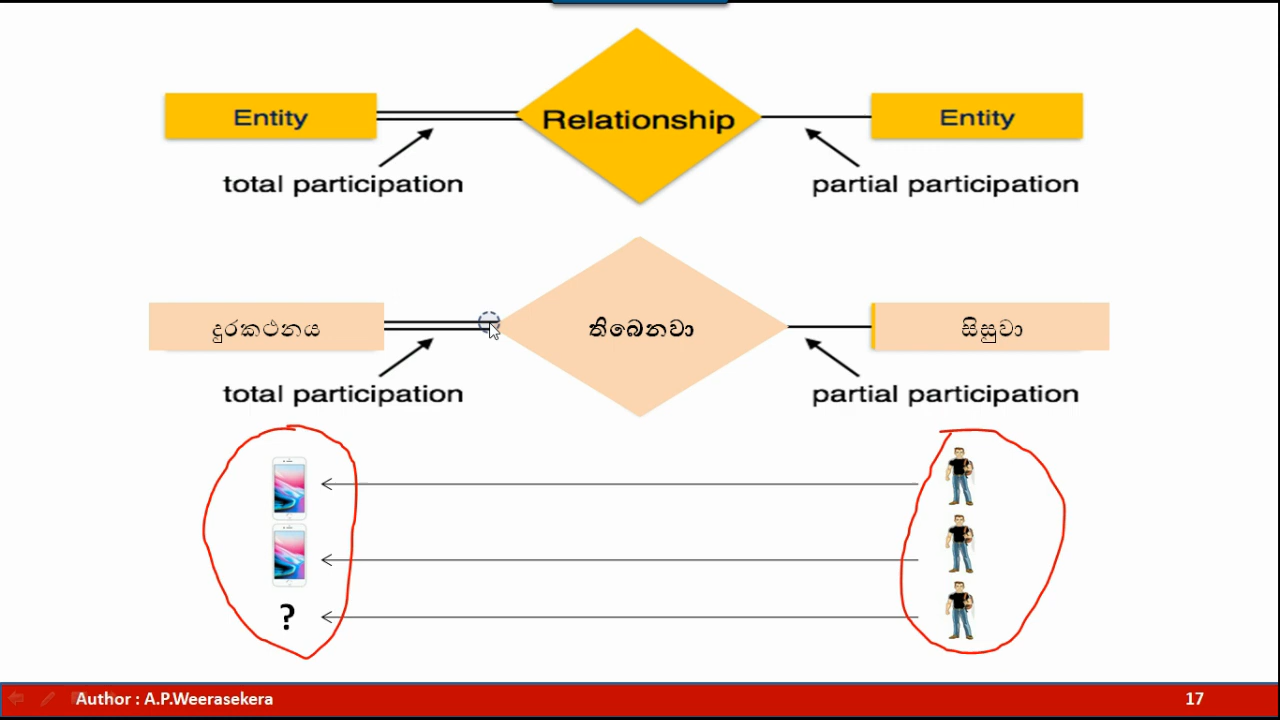 Entity
Relationship
Entity
total participation
partial participation
දුරකථනය
තිබෙනවා
සිසුවා
total participation
partial participation
?
Author : A.P.Weerasekera
17